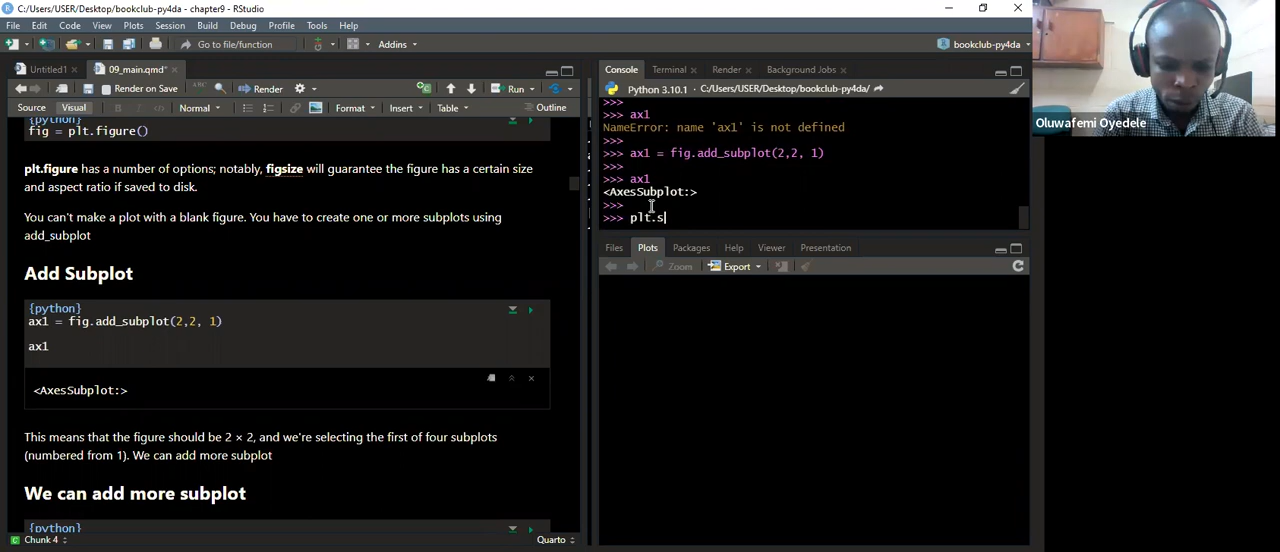 C:/Users/USER/Desktop/bookclub-py4da - chapter9 - RStudio
File Edit Code View Plots Session Build Debug Profile Tools Help
Go to file/function Addins bookclub-py4da
Untitled1 09_main.qmd*
Render on Save ABC Render Run
Source Visual B I Normal Format Insert Table Outline
{python}
fig = plt.figure()
plt.figure has a number of options; notably, figsize will guarantee the figure has a certain size
and aspect ratio if saved to disk.
You can't make a plot with a blank figure. You have to create one or more subplots using
add_subplot
Add Subplot
{python}
ax1 = fig.add_subplot(2,2, 1)
ax1
<AxesSubplot:>
This means that the figure should be 2 × 2, and we're selecting the first of four subplots
(numbered from 1). We can add more subplot
We can add more subplot
{python}
Chunk 4 Quarto
Console Terminal Render Background Jobs
Python 3.10.1 · C:/Users/USER/Desktop/bookclub-py4da/
>>>
>>> ax1
NameError: name 'ax1' is not defined
>>>
>>> ax1 = fig.add_subplot(2,2, 1)
>>>
>>> ax1
<AxesSubplot:>
>>>
>>> plt.s
Files Plots Packages Help Viewer Presentation
Zoom Export
Oluwafemi Oyedele